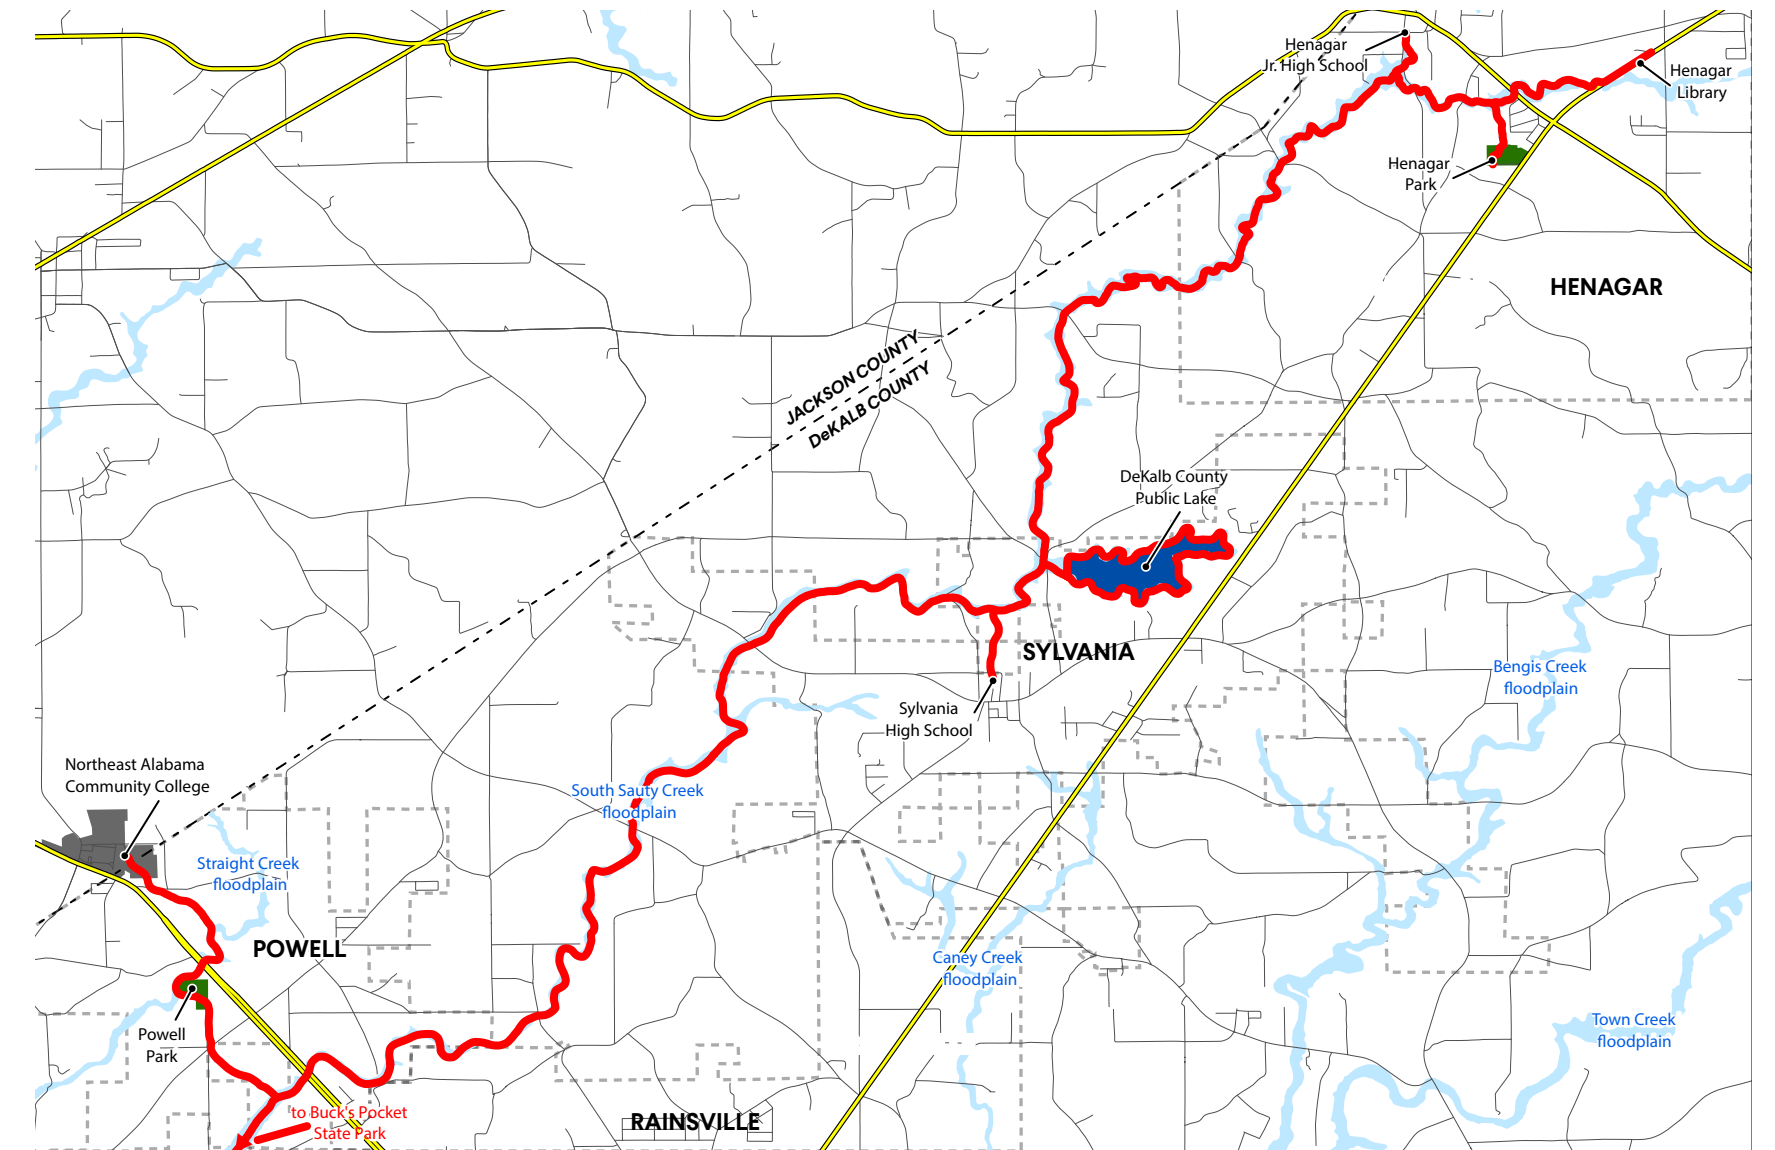 Henagar
Jr. High School
Henagar
Library
Henagar
Park
HENAGAR
JACKSON COUNTY
DeKALB COUNTY
DeKalb County
Public Lake
SYLVANIA
Bengis Creek
floodplain
Sylvania
High School
Northeast Alabama
Community College
South Sauty Creek
floodplain
Straight Creek
floodplain
POWELL
Caney Creek
floodplain
Powell
Park
Town Creek
floodplain
to Buck's Pocket
State Park
RAINSVILLE